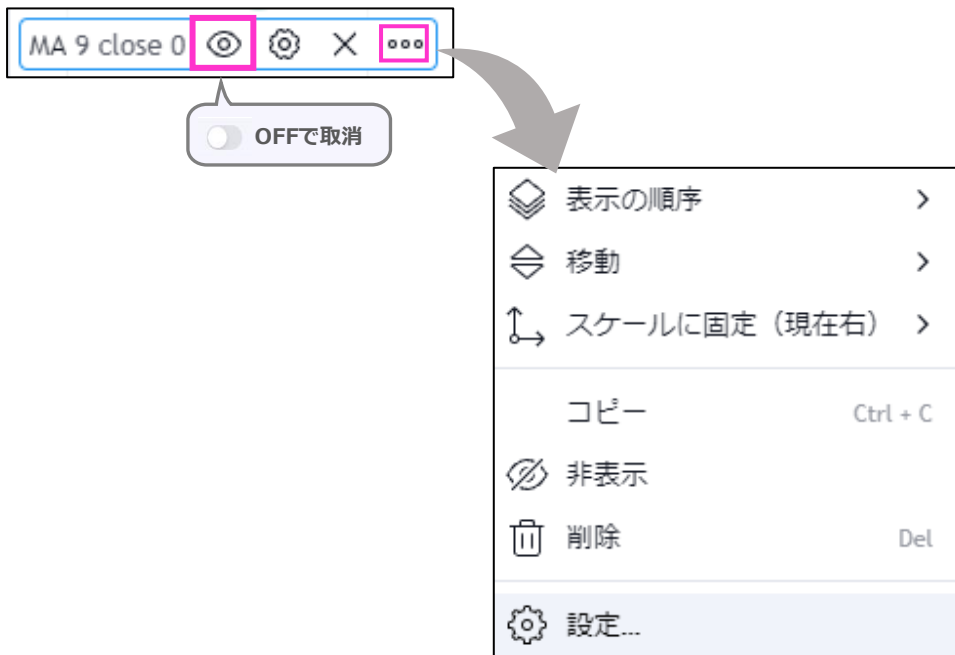 MA 9 close 0
OFFで取消
表示の順序
移動
スケールに固定（現在右）
コピー Ctrl + C
非表示
削除 Del
設定...